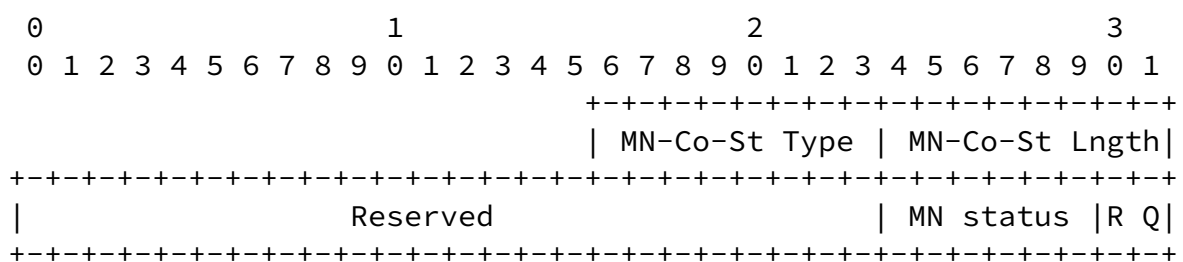 0                   1                   2                   3
0 1 2 3 4 5 6 7 8 9 0 1 2 3 4 5 6 7 8 9 0 1 2 3 4 5 6 7 8 9 0 1
                                +-+-+-+-+-+-+-+-+-+-+-+-+-+-+-+-+
                                | MN-Co-St Type | MN-Co-St Lngth|
+-+-+-+-+-+-+-+-+-+-+-+-+-+-+-+-+-+-+-+-+-+-+-+-+-+-+-+-+-+-+-+-+
|                  Reserved                     | MN status |R Q|
+-+-+-+-+-+-+-+-+-+-+-+-+-+-+-+-+-+-+-+-+-+-+-+-+-+-+-+-+-+-+-+-+